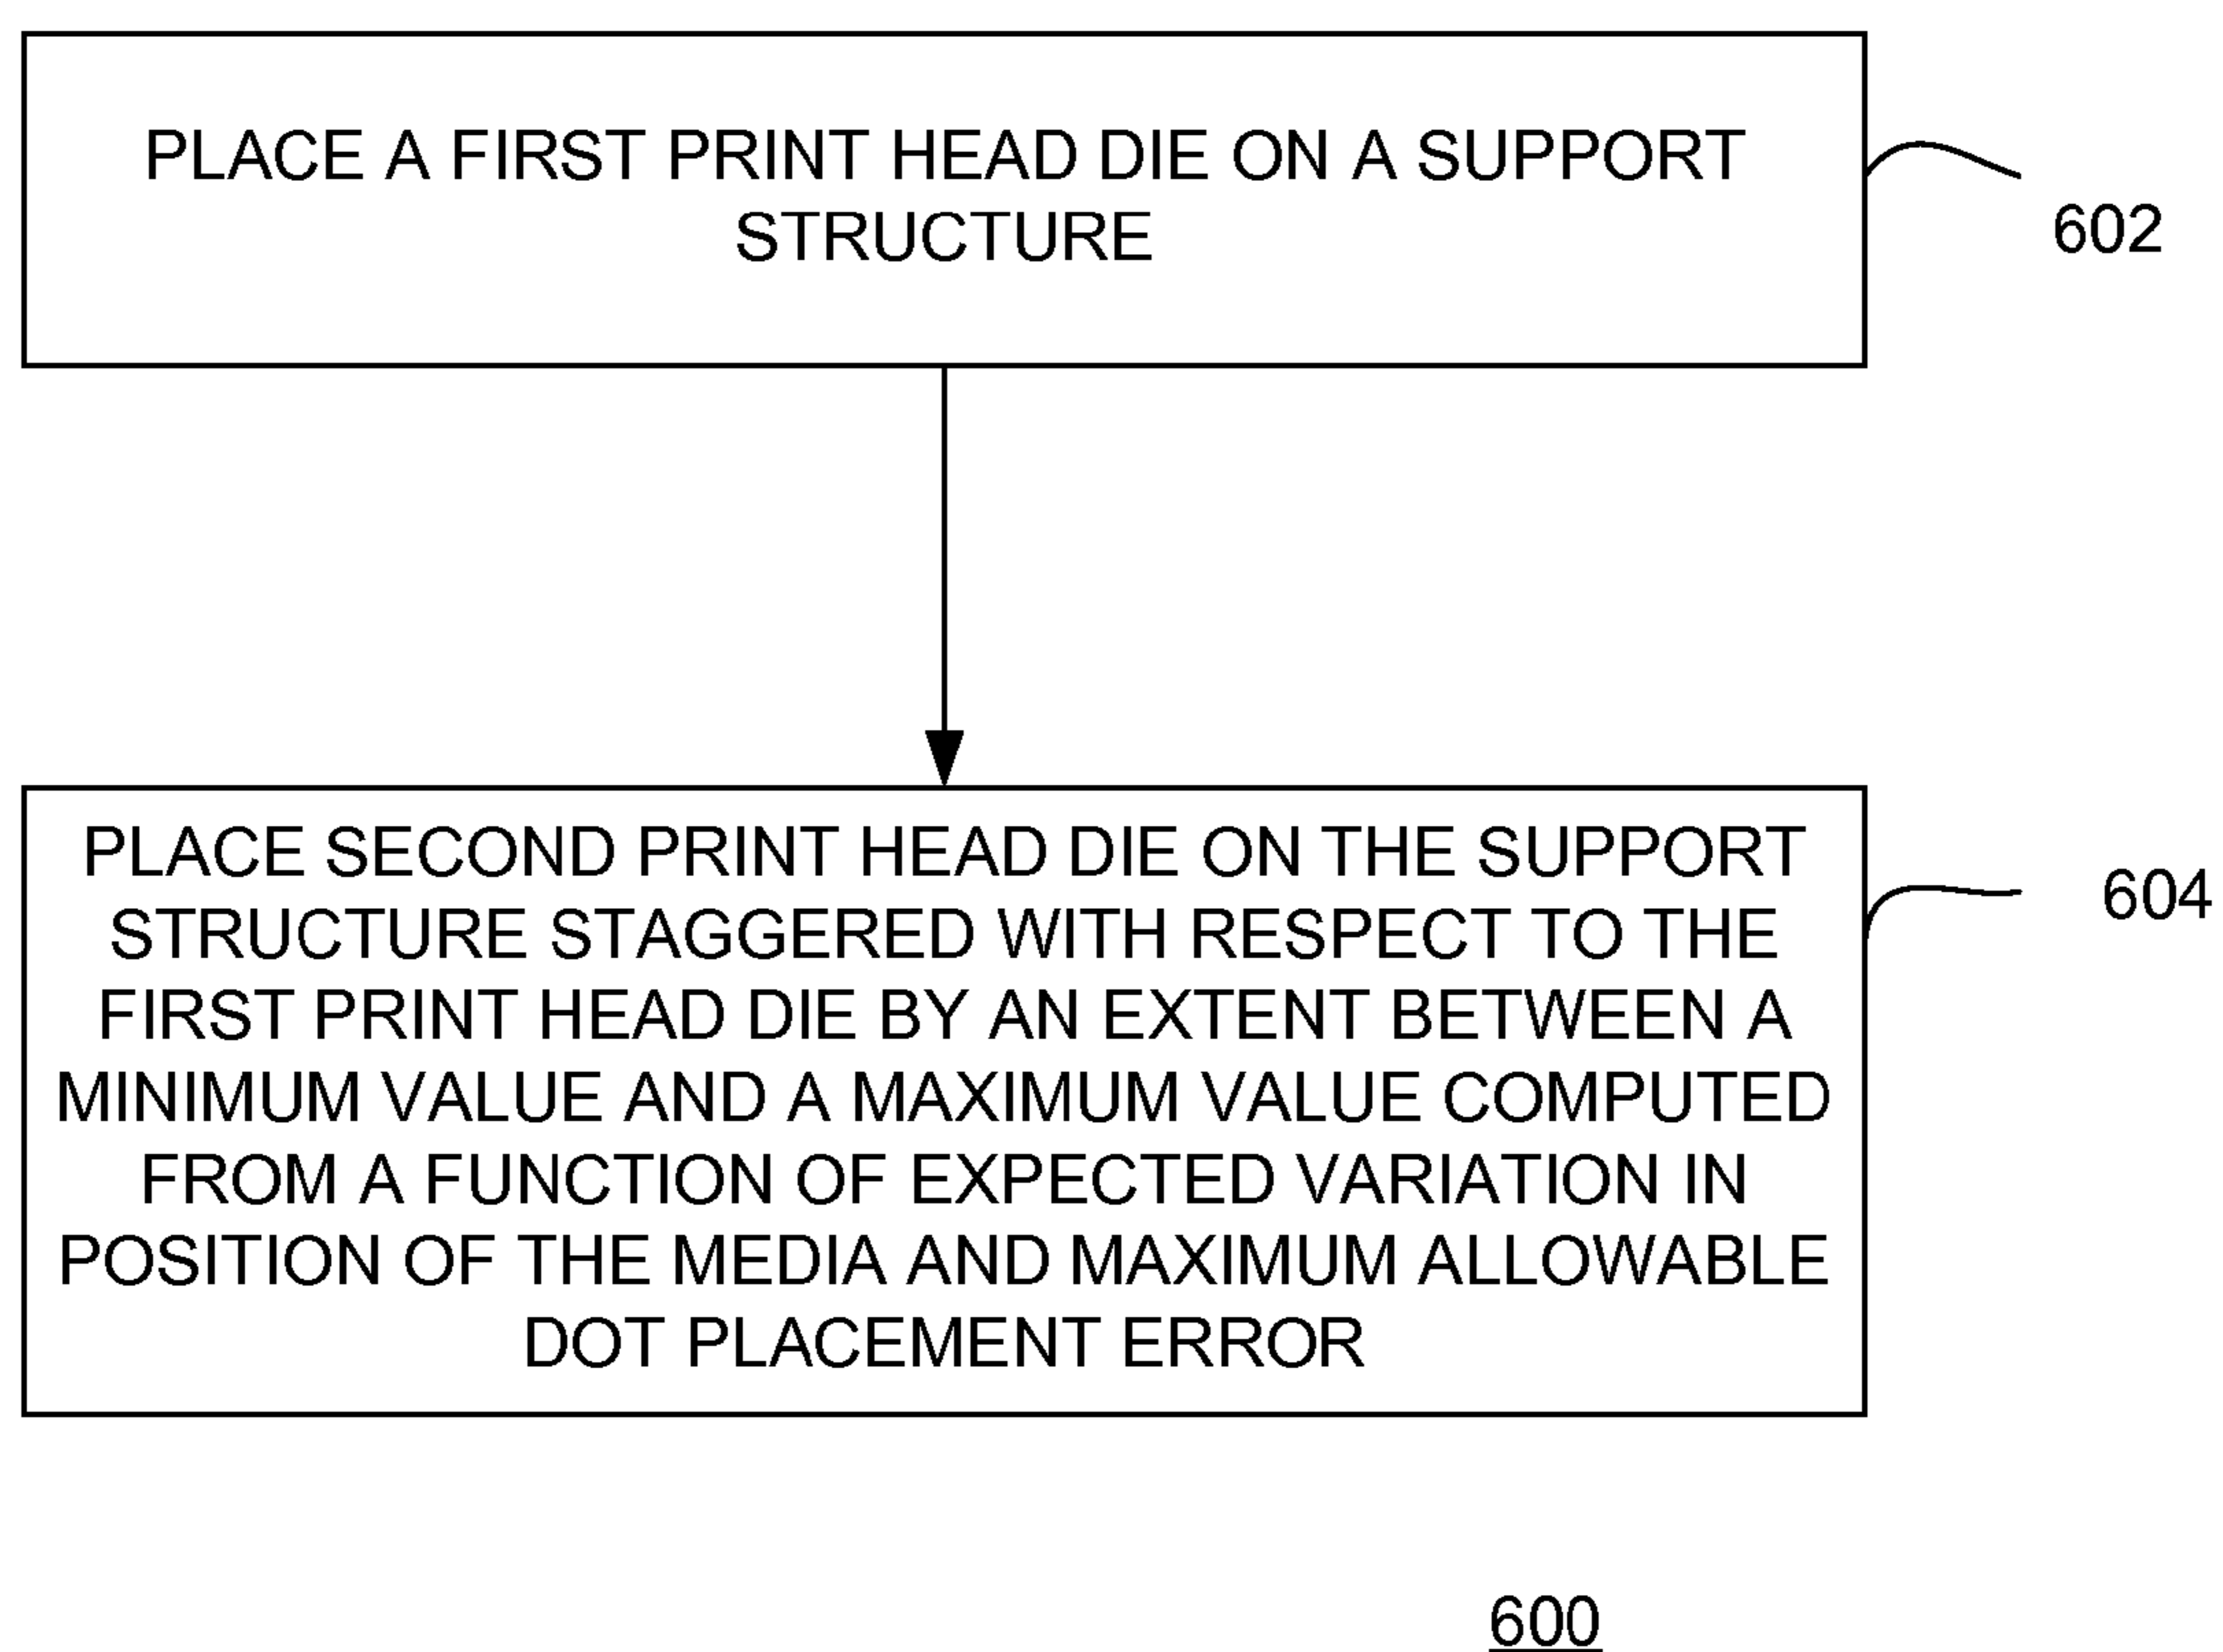 PLACE A FIRST PRINT HEAD DIE ON A SUPPORT
STRUCTURE
602
PLACE SECOND PRINT HEAD DIE ON THE SUPPORT
STRUCTURE STAGGERED WITH RESPECT TO THE
FIRST PRINT HEAD DIE BY AN EXTENT BETWEEN A
MINIMUM VALUE AND A MAXIMUM VALUE COMPUTED
FROM A FUNCTION OF EXPECTED VARIATION IN
POSITION OF THE MEDIA AND MAXIMUM ALLOWABLE
DOT PLACEMENT ERROR
604
600